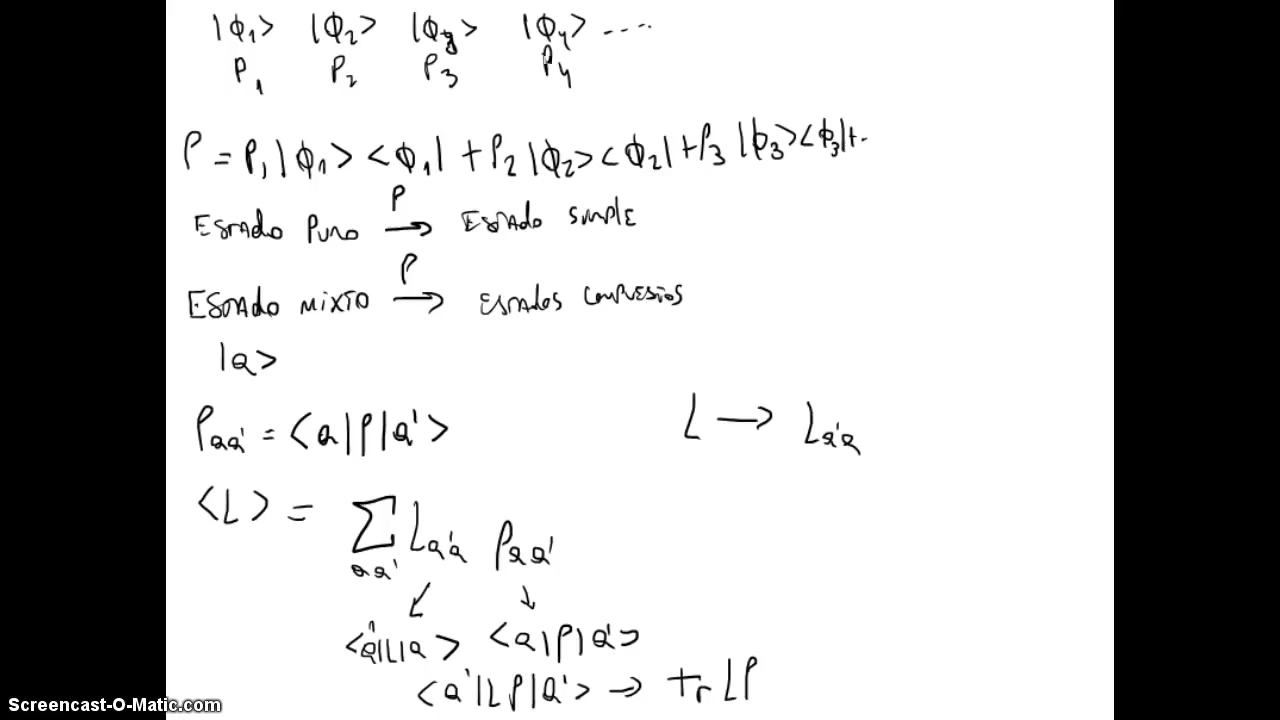 |ϕ₁> |ϕ₂> |ϕ₃> |ϕ₄> ....
P₁ P₂ P₃ P₄
ρ = P₁|ϕ₁><ϕ₁| + P₂|ϕ₂><ϕ₂| + P₃|ϕ₃><ϕ₃|+..
ESTADO PURO ρ→ ESTADO SIMPLE
ESTADO MIXTO ρ→ ESTADOS COMPUESTOS
|a>
ρaa' = <a|ρ|a'> L → La'a
<L> = Σaa' La'a ρaa'
<a'|L|a> <a|ρ|a'>
<a'|Lρ|a'> → tr Lρ
Screencast-O-Matic.com